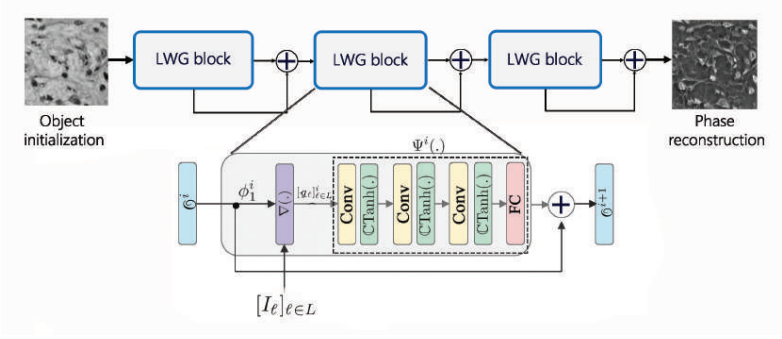 LWG block
LWG block
LWG block
Object
initialization
Phase
reconstruction
Ψ^i(.)
𝒪^i
ϕ_1^i
∇(.)
[g_ℓ]^i_{ℓ∈L}
Conv
ℂTanh(.)
Conv
ℂTanh(.)
Conv
ℂTanh(.)
FC
𝒪^{i+1}
[I_ℓ]_{ℓ∈L}